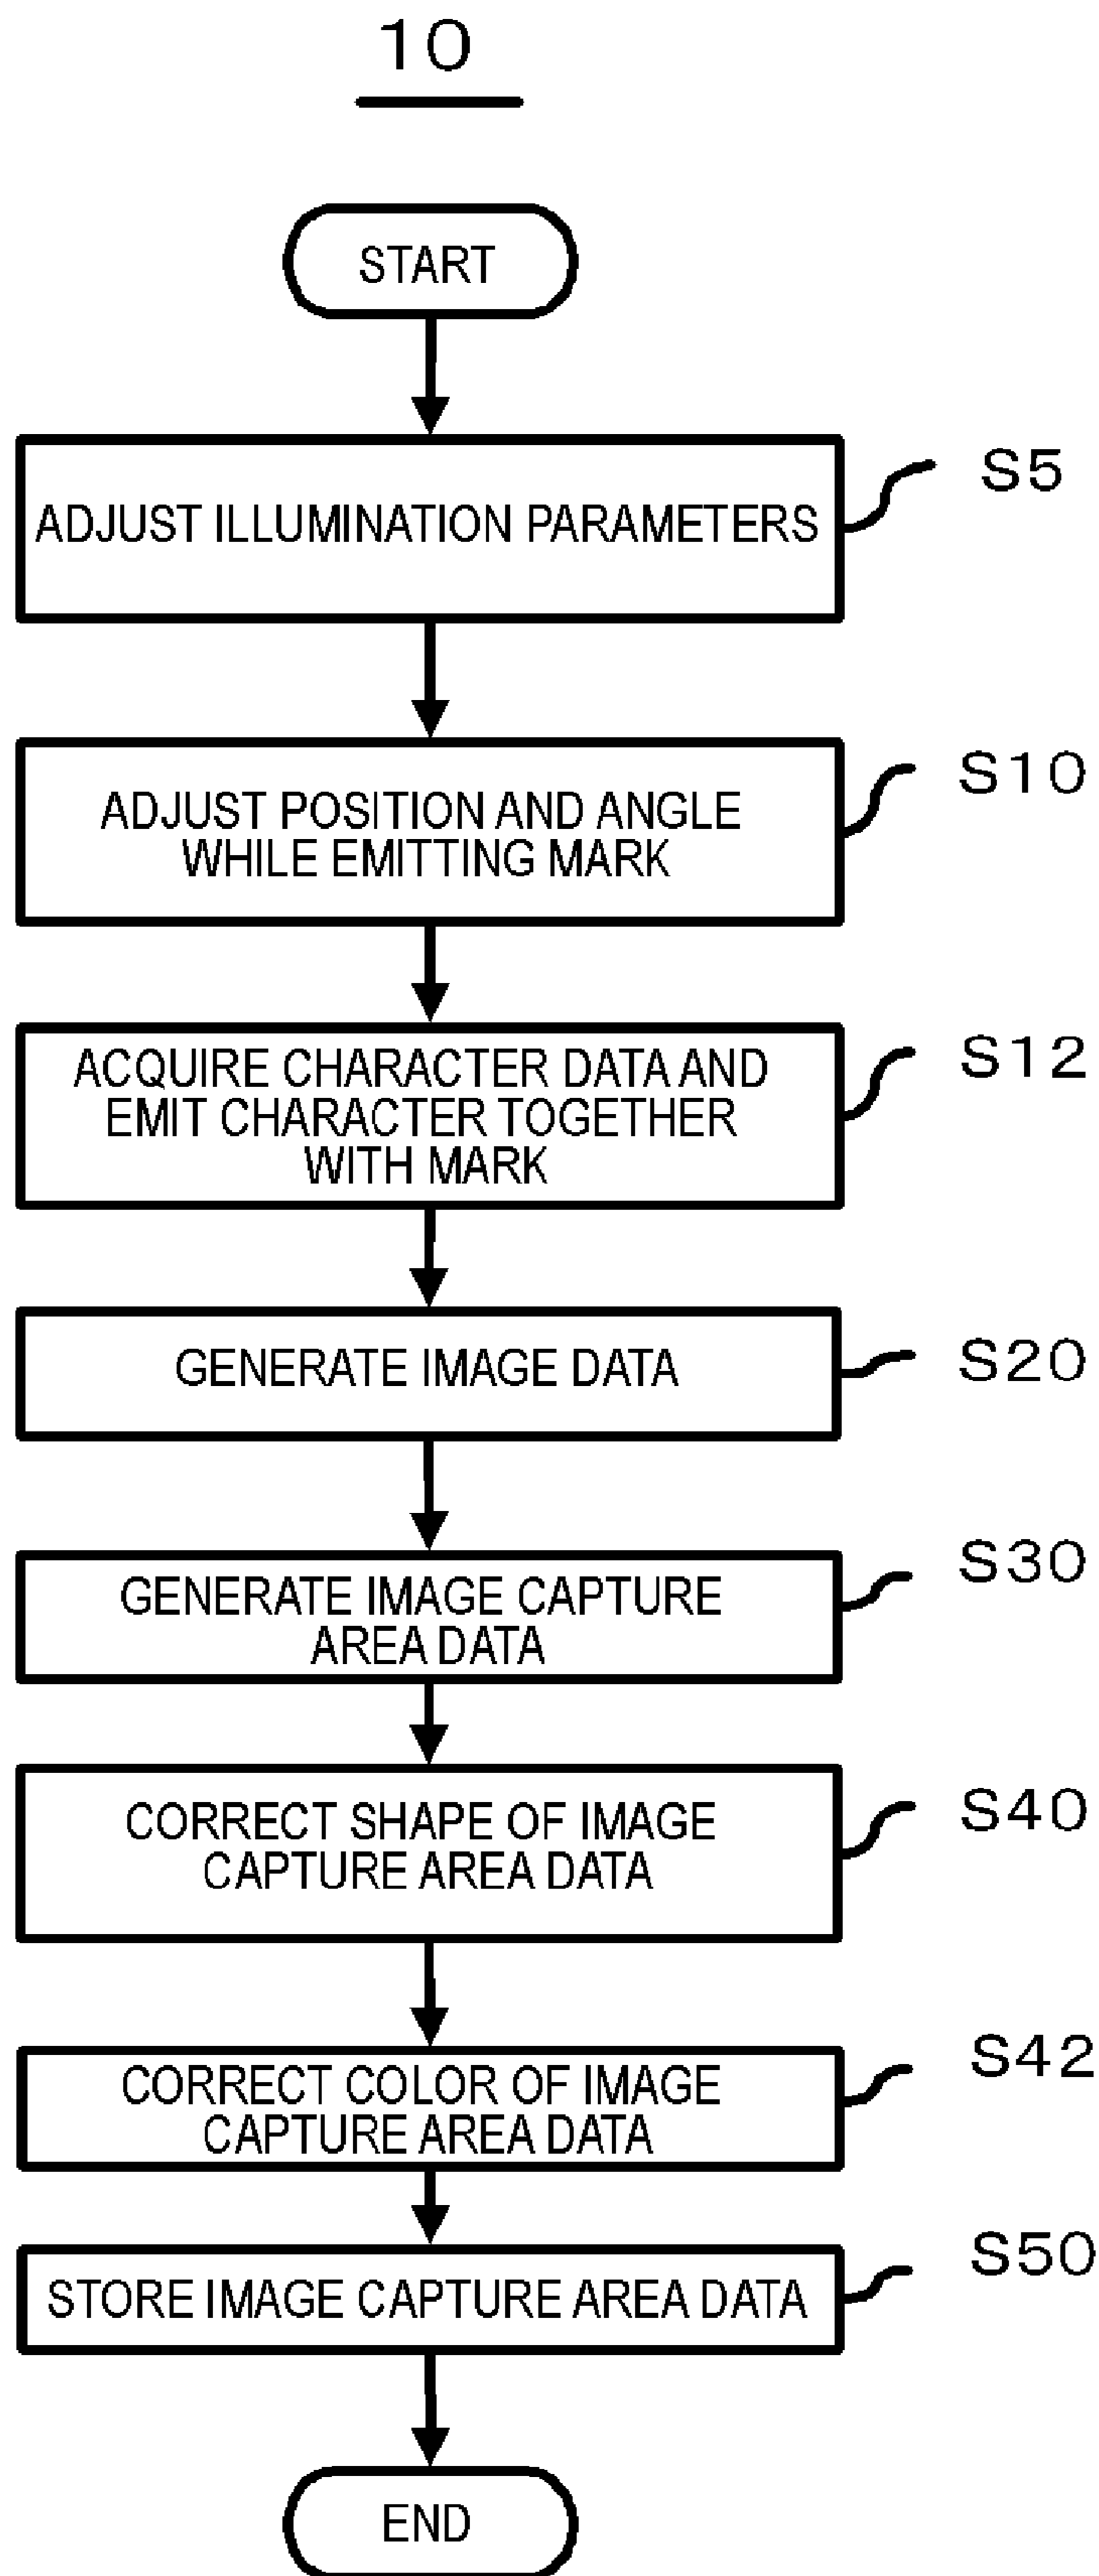 10
START
ADJUST ILLUMINATION PARAMETERS
S5
ADJUST POSITION AND ANGLE
WHILE EMITTING MARK
S10
ACQUIRE CHARACTER DATA AND
EMIT CHARACTER TOGETHER
WITH MARK
S12
GENERATE IMAGE DATA
S20
GENERATE IMAGE CAPTURE
AREA DATA
S30
CORRECT SHAPE OF IMAGE
CAPTURE AREA DATA
S40
CORRECT COLOR OF IMAGE
CAPTURE AREA DATA
S42
STORE IMAGE CAPTURE AREA DATA
S50
END